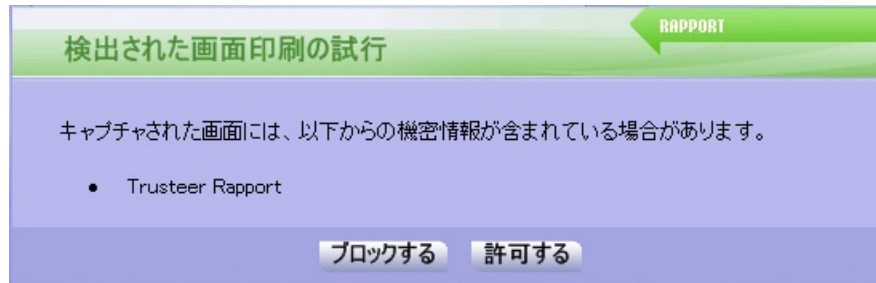 RAPPORT
検出された画面印刷の試行
キャプチャされた画面には、以下からの機密情報が含まれている場合があります。
● Trusteer Rapport
ブロックする 許可する